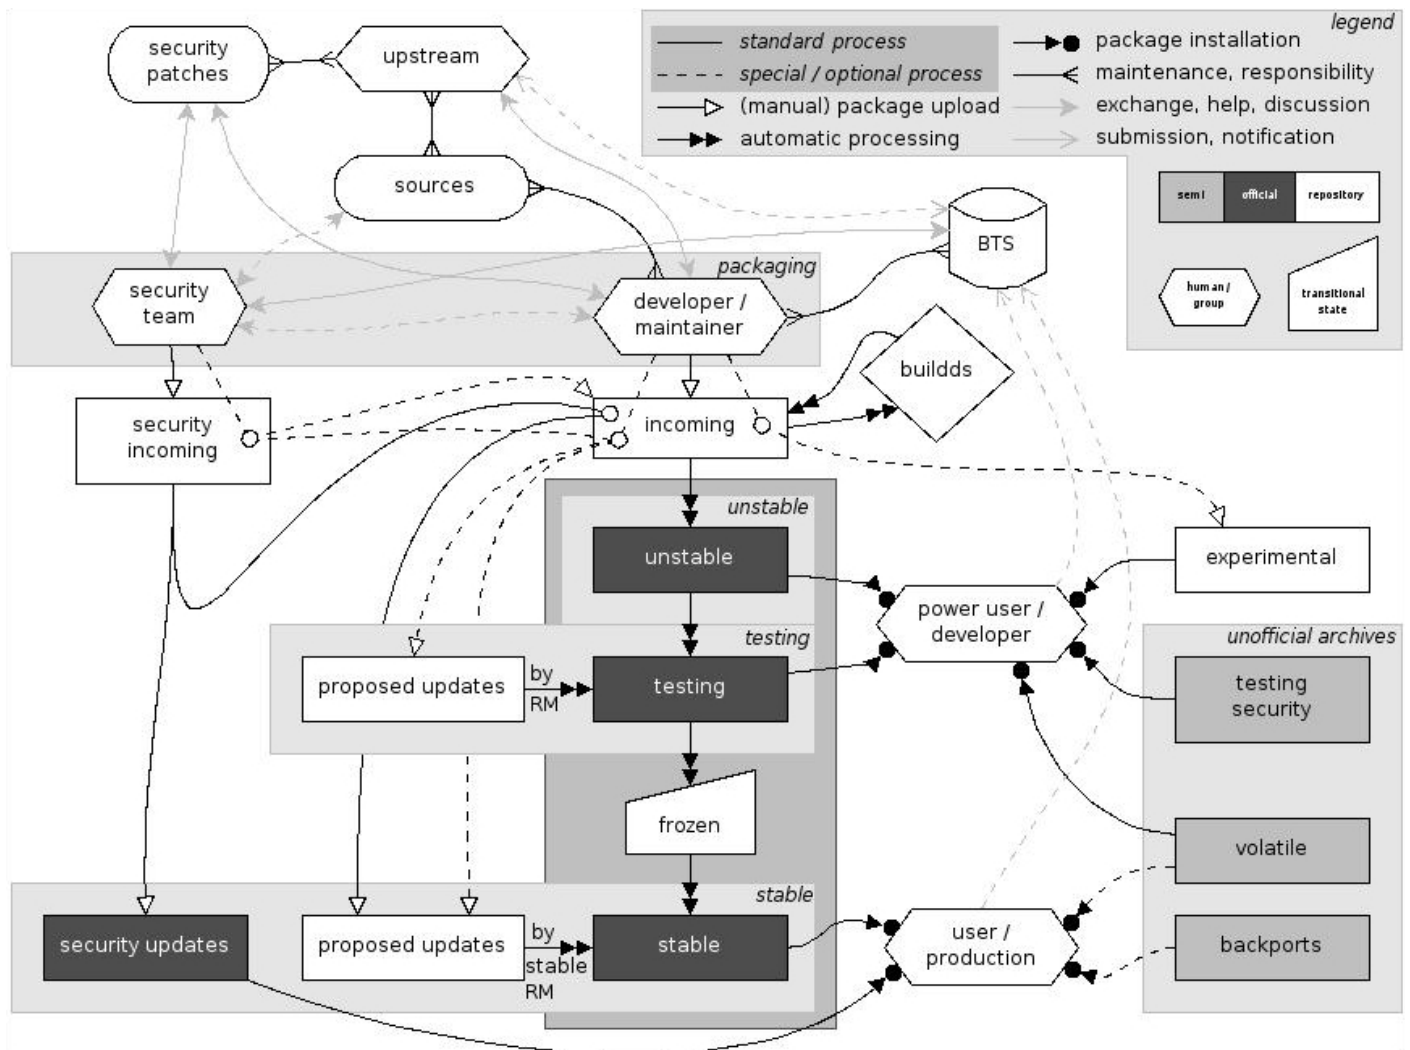 legend
standard process
special / optional process
(manual) package upload
automatic processing
package installation
maintenance, responsibility
exchange, help, discussion
submission, notification
semi
official
repository
human /
group
transitional
state
security
patches
upstream
sources
BTS
packaging
security
team
developer /
maintainer
buildds
security
incoming
incoming
unstable
unstable
experimental
power user /
developer
testing
proposed updates
by
RM
testing
unofficial archives
testing
security
frozen
volatile
stable
security updates
proposed updates
by
stable
RM
stable
user /
production
backports